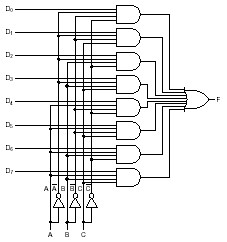 D₀
D₁
D₂
F
D₃
D₄
D₅
D₆
D₇
A A̅ B B̅ C C̅
A B C